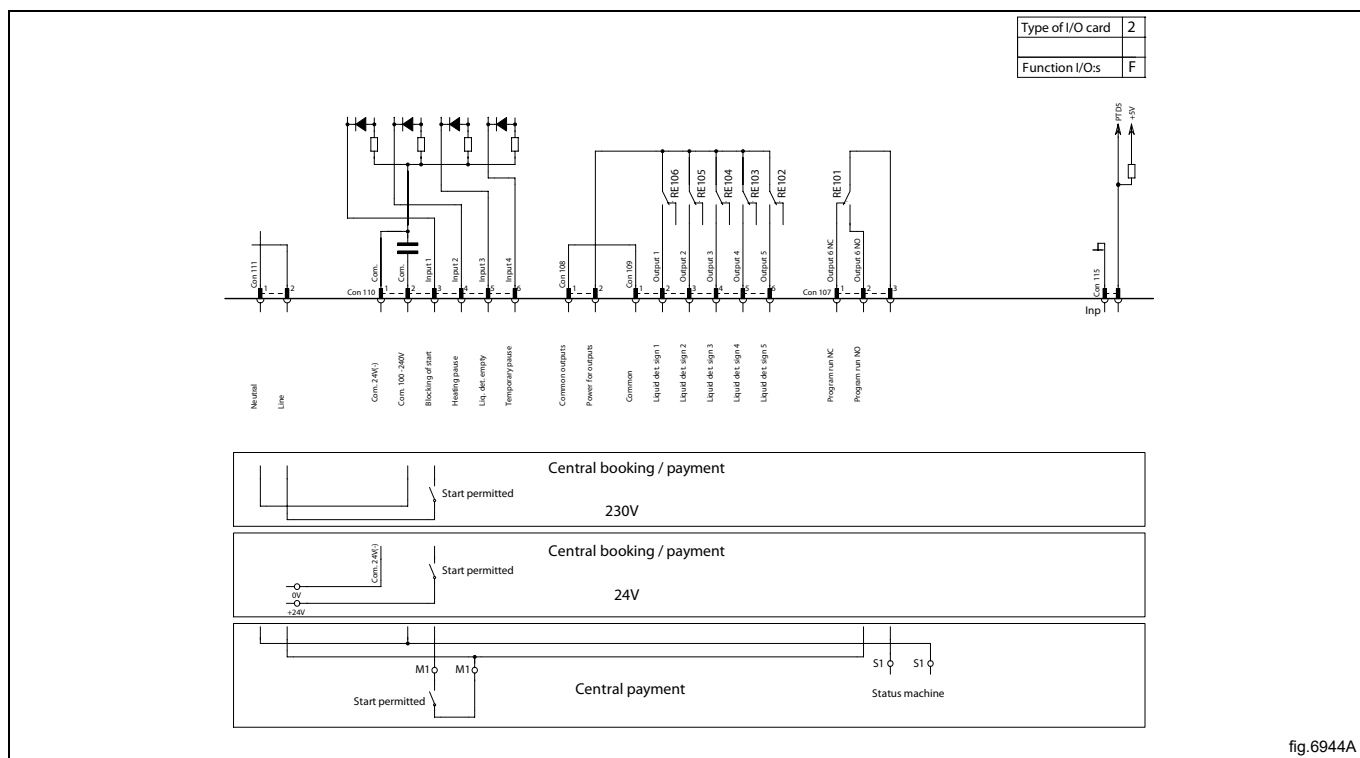 Type of I/O card 2
Function I/O:s F
PTD5
+5V
RE106
RE105
RE104
RE103
RE102
RE101
Con 111
1
2
Con 110
Com.
Com.
Input 1
Input 2
Input 3
Input 4
1
2
3
4
5
6
Con 108
1
2
Con 109
Output 1
Output 2
Output 3
Output 4
Output 5
1
2
3
4
5
6
Con 107
Output 6 NC
Output 6 NO
1
2
3
Con 115
1
Inp
Neutral
Line
Com. 24V(-)
Com. 100 -240V
Blocking of start
Heating pause
Liq. det. empty
Temporary pause
Common outputs
Power for outputs
Common
Liquid det. sign 1
Liquid det. sign 2
Liquid det. sign 3
Liquid det. sign 4
Liquid det. sign 5
Program run NC
Program run NO
Central booking / payment
Start permitted
230V
Central booking / payment
Com. 24V(-)
Start permitted
0V
+24V
24V
M1 M1
S1 S1
Start permitted
Central payment
Status machine
fig.6944A